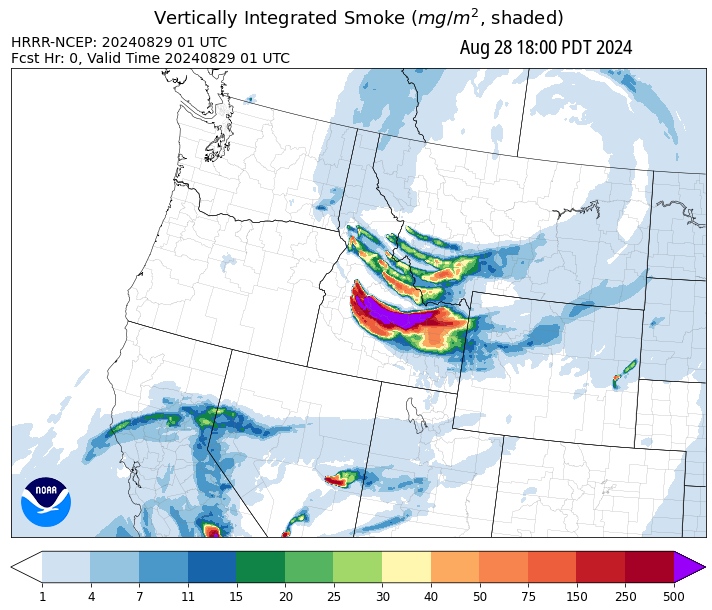 Vertically Integrated Smoke (mg/m², shaded)
HRRR-NCEP: 20240829 01 UTC
Aug 28 18:00 PDT 2024
Fcst Hr: 0, Valid Time 20240829 01 UTC
NOAA
1 4 7 11 15 20 25 30 40 50 75 150 250 500